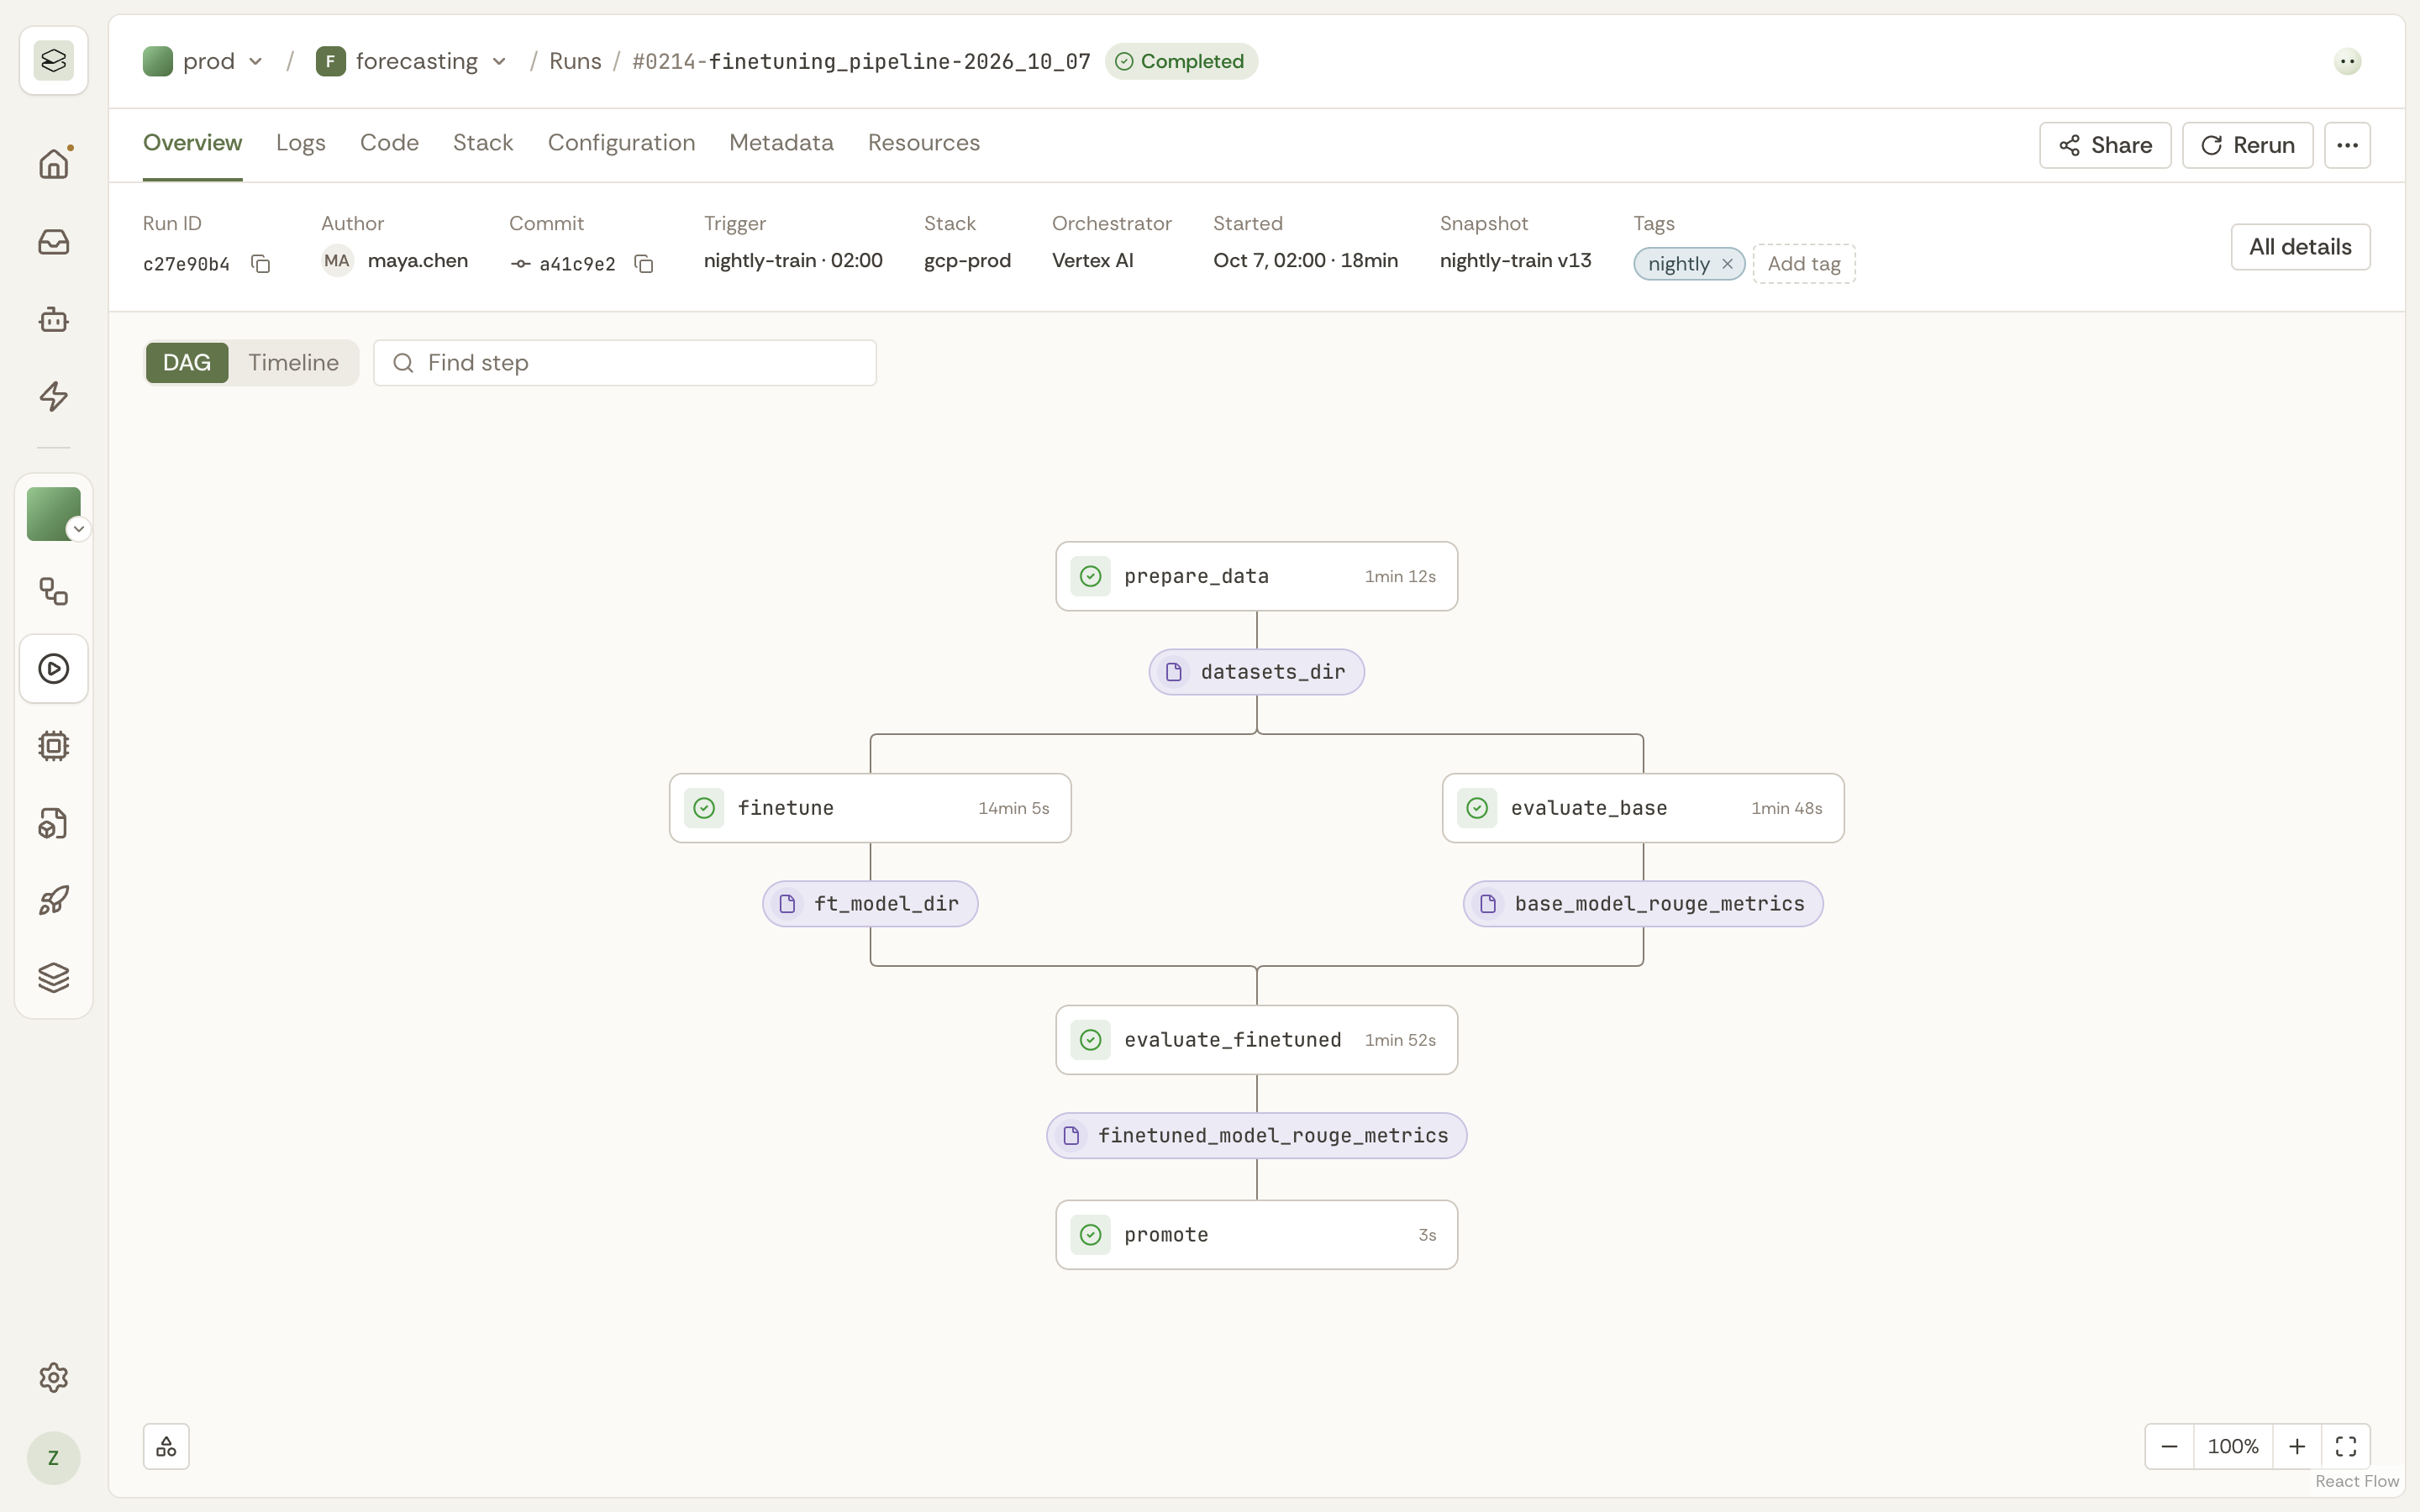 prod / F forecasting / Runs / #0214-finetuning_pipeline-2026_10_07 Completed
Overview Logs Code Stack Configuration Metadata Resources Share Rerun
Run ID Author Commit Trigger Stack Orchestrator Started Snapshot Tags
c27e90b4 MA maya.chen a41c9e2 nightly-train · 02:00 gcp-prod Vertex AI Oct 7, 02:00 · 18min nightly-train v13 nightly Add tag All details
DAG Timeline Find step
prepare_data 1min 12s
datasets_dir
finetune 14min 5s evaluate_base 1min 48s
ft_model_dir base_model_rouge_metrics
evaluate_finetuned 1min 52s
finetuned_model_rouge_metrics
promote 3s
Z
100%
React Flow